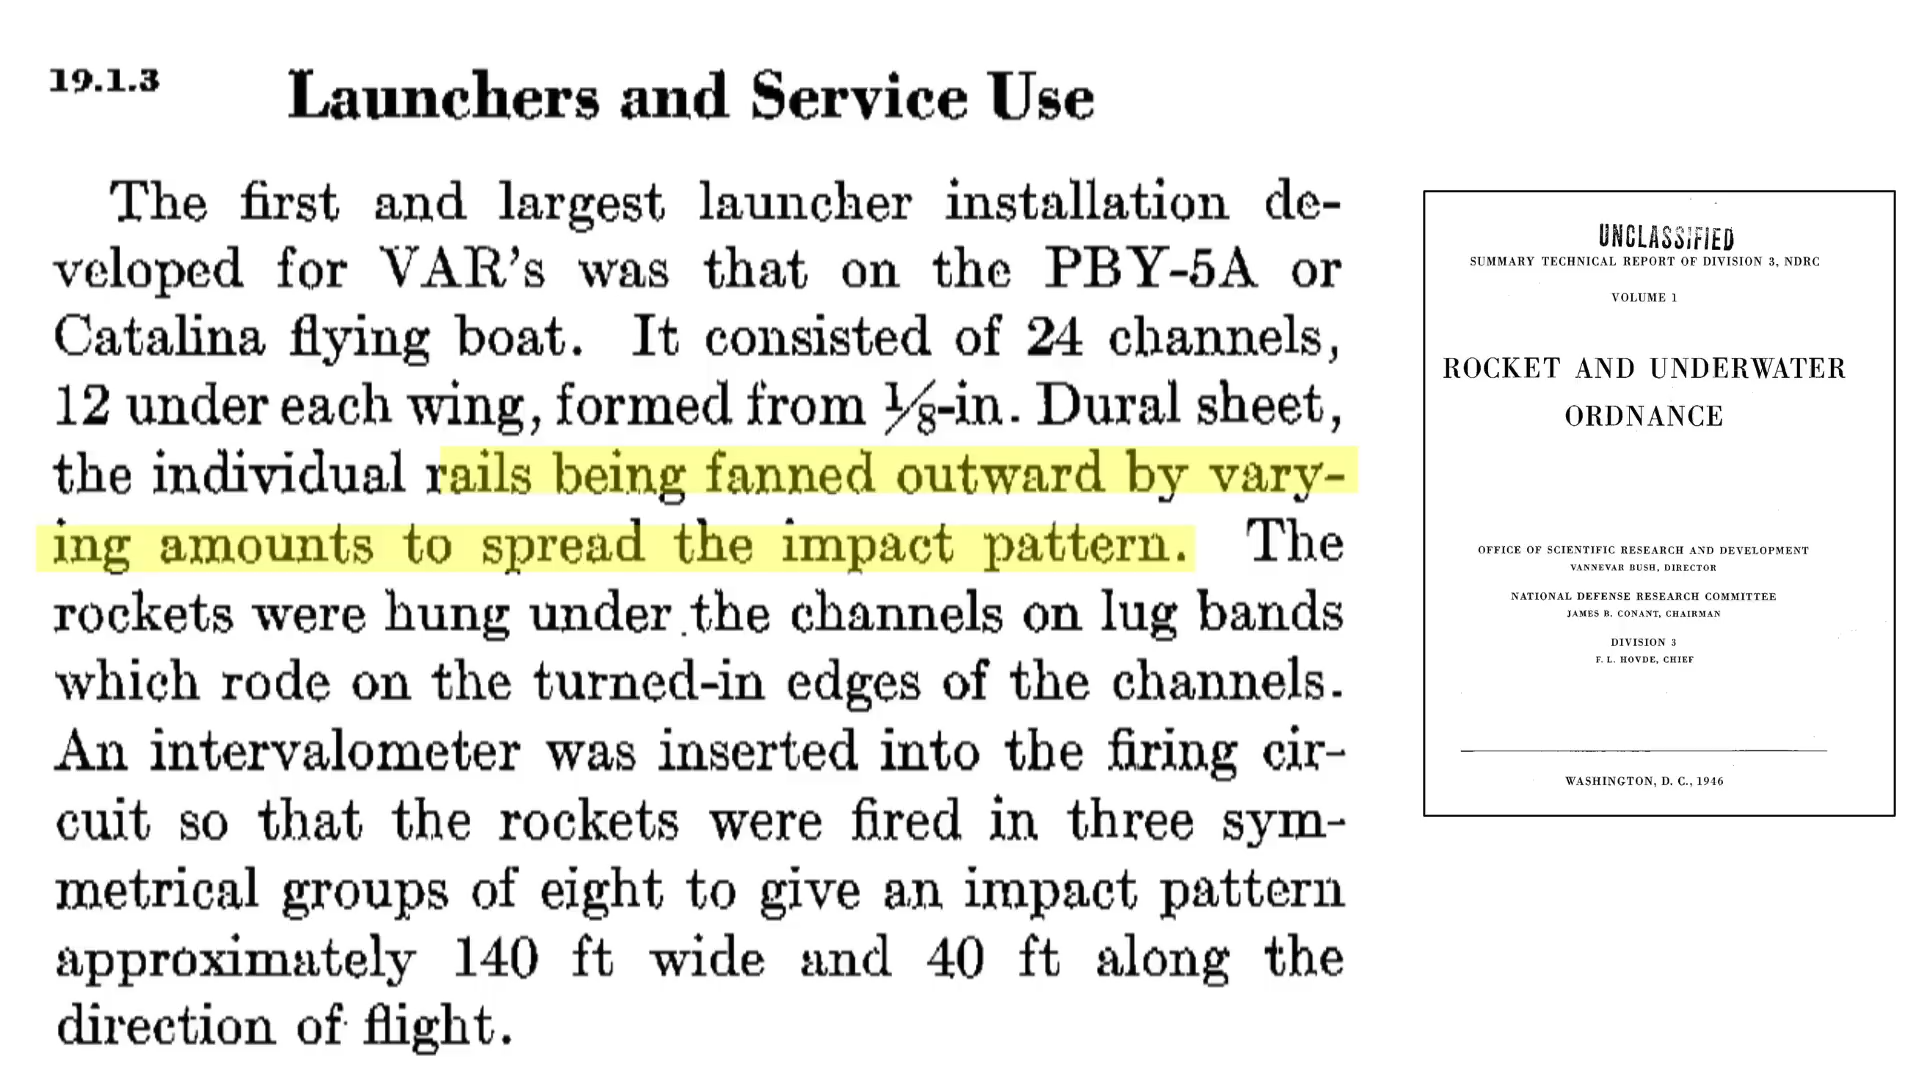 19.1.3 Launchers and Service Use
The first and largest launcher installation de-
veloped for VAR's was that on the PBY-5A or
Catalina flying boat. It consisted of 24 channels,
12 under each wing, formed from ⅛-in. Dural sheet,
the individual rails being fanned outward by vary-
ing amounts to spread the impact pattern. The
rockets were hung under the channels on lug bands
which rode on the turned-in edges of the channels.
An intervalometer was inserted into the firing cir-
cuit so that the rockets were fired in three sym-
metrical groups of eight to give an impact pattern
approximately 140 ft wide and 40 ft along the
direction of flight.
UNCLASSIFIED
SUMMARY TECHNICAL REPORT OF DIVISION 3, NDRC
VOLUME 1
ROCKET AND UNDERWATER
ORDNANCE
OFFICE OF SCIENTIFIC RESEARCH AND DEVELOPMENT
VANNEVAR BUSH, DIRECTOR
NATIONAL DEFENSE RESEARCH COMMITTEE
JAMES B. CONANT, CHAIRMAN
DIVISION 3
F. L. HOVDE, CHIEF
WASHINGTON, D. C., 1946